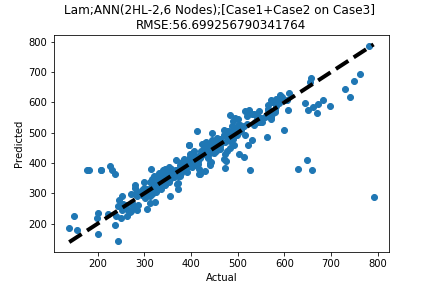 Lam;ANN(2HL-2,6 Nodes);[Case1+Case2 on Case3]
RMSE:56.699256790341764
800
700
600
500
400
300
200
Predicted
200 300 400 500 600 700 800
Actual